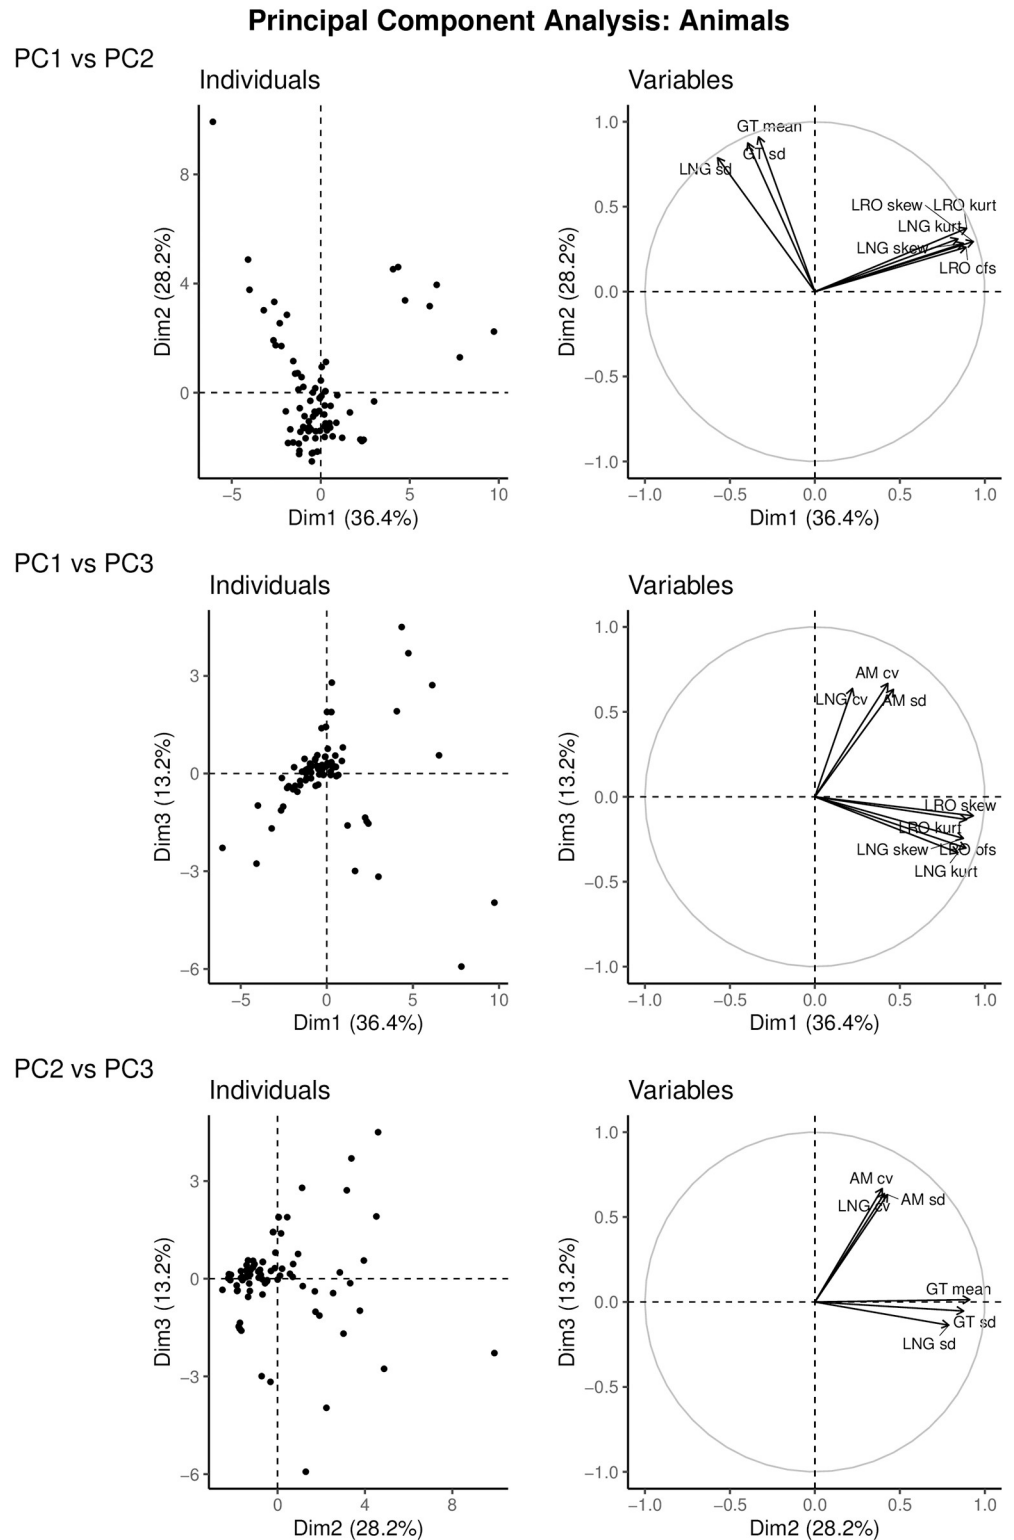 Principal Component Analysis: Animals
PC1 vs PC2
Individuals
Variables
Dim2 (28.2%)
8
4
0
−5
0
5
10
Dim1 (36.4%)
Dim2 (28.2%)
1.0
0.5
0.0
−0.5
−1.0
GT mean
GT sd
LNG sd
LRO skew
LRO kurt
LNG kurt
LNG skew
LRO cfs
−1.0
−0.5
0.0
0.5
1.0
Dim1 (36.4%)
PC1 vs PC3
Individuals
Variables
Dim3 (13.2%)
3
0
−3
−6
−5
0
5
10
Dim1 (36.4%)
Dim3 (13.2%)
1.0
0.5
0.0
−0.5
−1.0
AM cv
LNG cv
AM sd
LRO skew
LRO kurt
LNG skew
LRO cfs
LNG kurt
−1.0
−0.5
0.0
0.5
1.0
Dim1 (36.4%)
PC2 vs PC3
Individuals
Variables
Dim3 (13.2%)
3
0
−3
−6
0
4
8
Dim2 (28.2%)
Dim3 (13.2%)
1.0
0.5
0.0
−0.5
−1.0
AM cv
AM sd
LNG cv
GT mean
GT sd
LNG sd
−1.0
−0.5
0.0
0.5
1.0
Dim2 (28.2%)